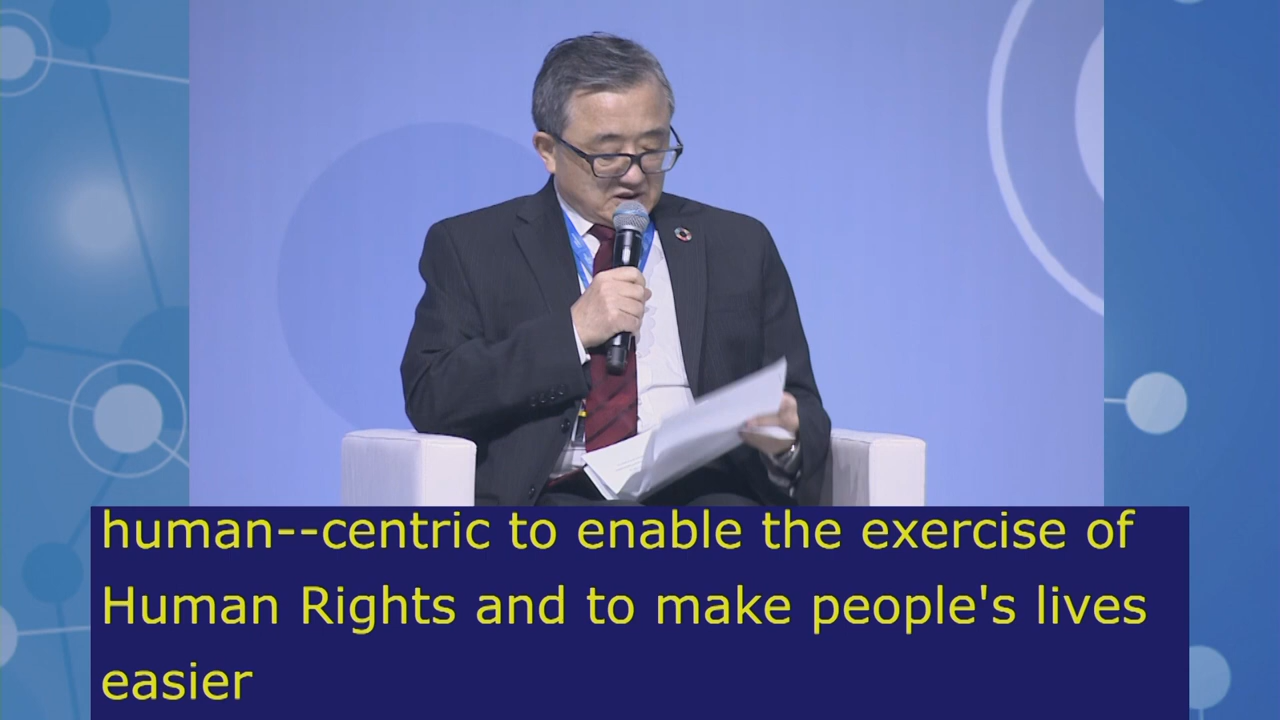 human--centric to enable the exercise of
Human Rights and to make people's lives
easier